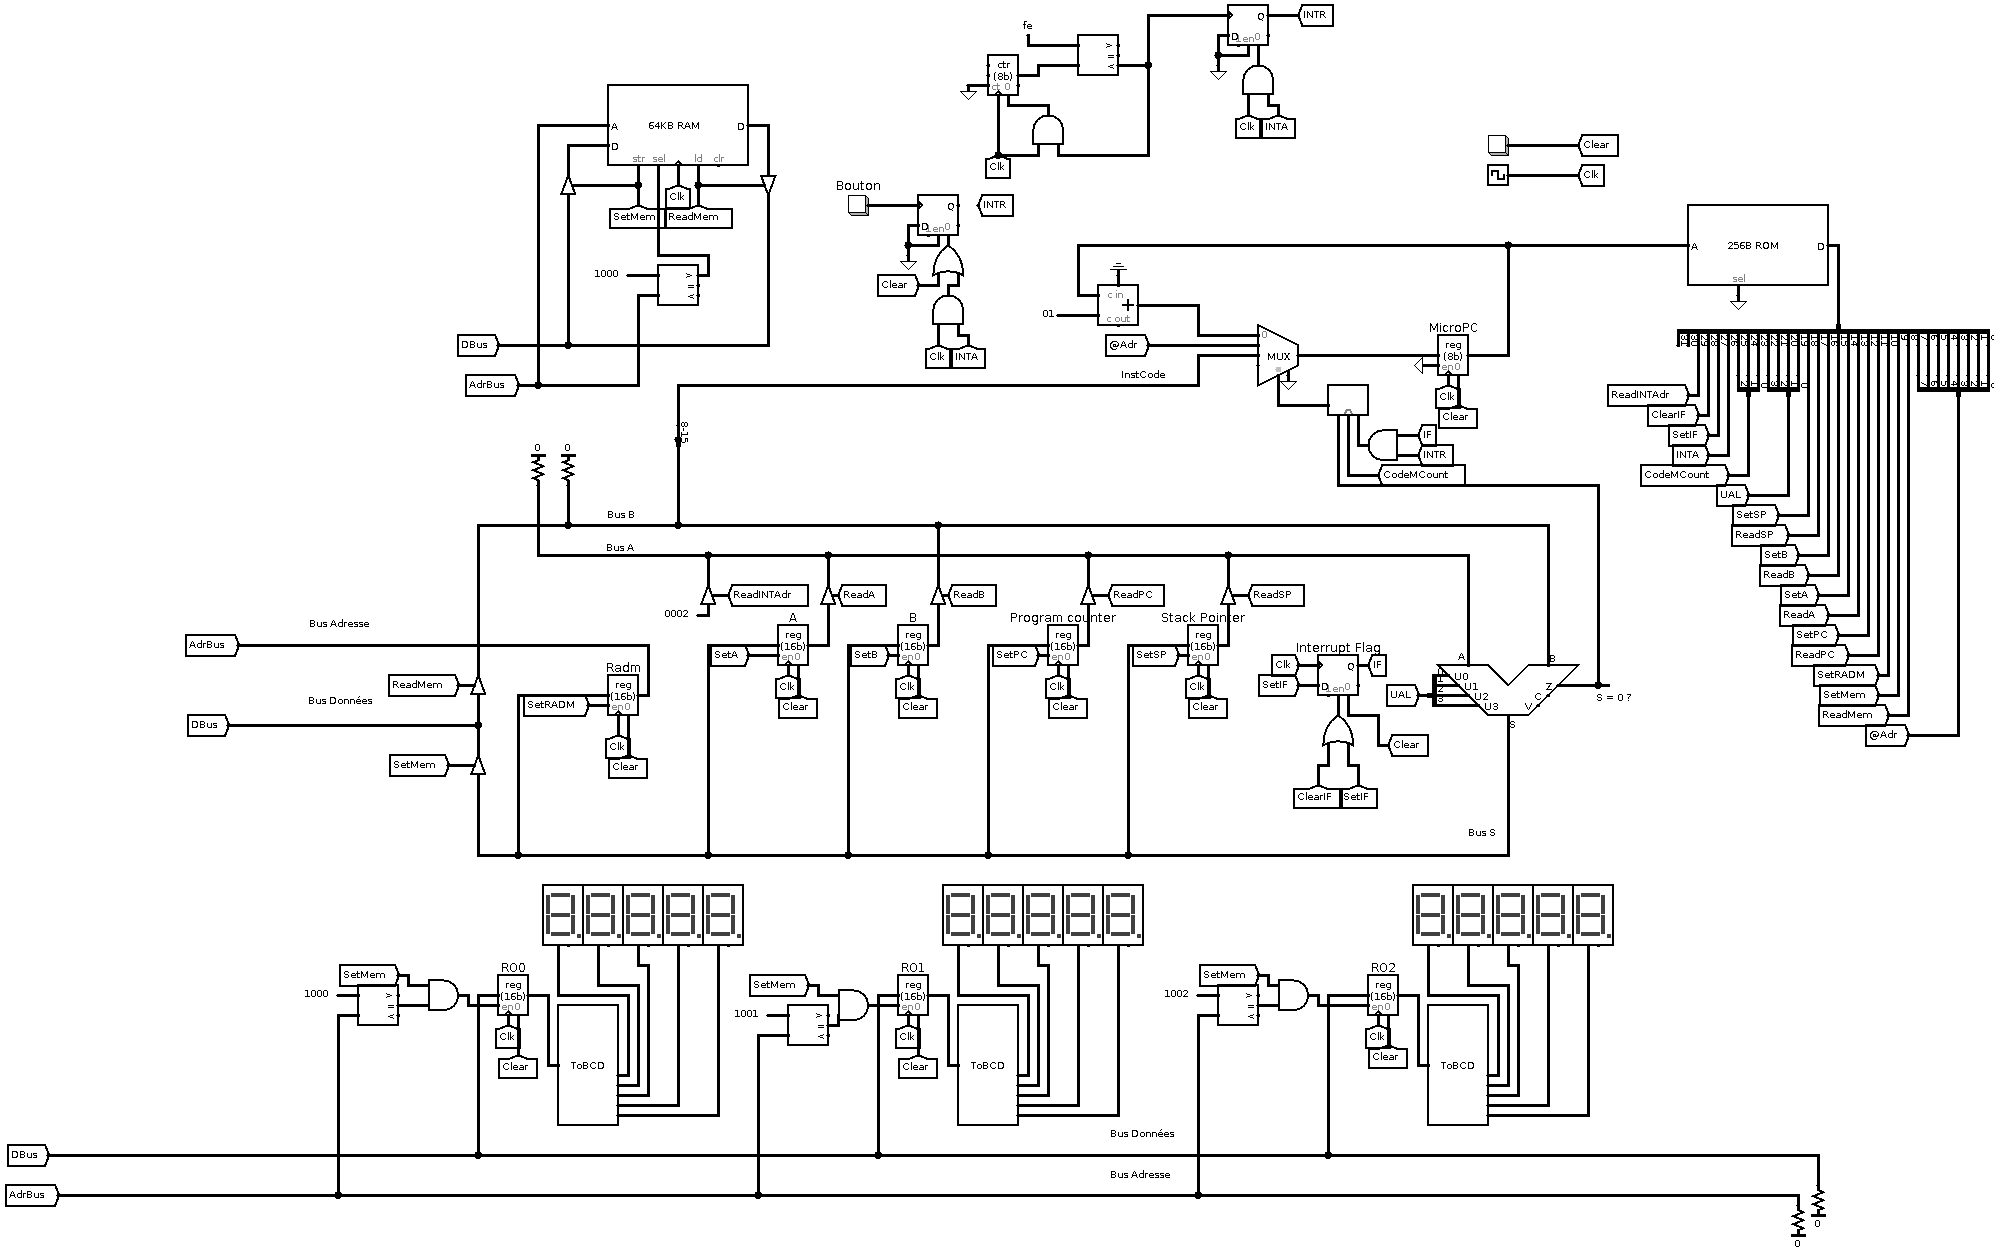 INTR
fe
ctr
(8b)
ct 0
Q
D
1 en0
Clk
INTA
Clk
64KB RAM
A
D
D
str sel ld clr
Clk
SetMem
ReadMem
1000
DBus
AdrBus
Bouton
Q
D
1 en0
INTR
Clear
Clk
INTA
Clear
Clk
256B ROM
A
D
sel
c in
+
c out
01
@Adr
0
MUX
InstCode
MicroPC
reg
(8b)
en0
Clk
Clear
IF
INTR
CodeMCount
8-15
0
0
Bus B
Bus A
ReadINTAdr
ClearIF
SetIF
INTA
CodeMCount
UAL
SetSP
ReadSP
SetB
ReadB
SetA
ReadA
SetPC
ReadPC
SetRADM
SetMem
ReadMem
@Adr
ReadINTAdr
ReadA
ReadB
ReadPC
ReadSP
0002
A
B
Program counter
Stack Pointer
Bus Adresse
AdrBus
reg
(16b)
en0
SetA
Clk
Clear
reg
(16b)
en0
SetB
Clk
Clear
reg
(16b)
en0
SetPC
Clk
Clear
reg
(16b)
en0
SetSP
Clk
Clear
Interrupt Flag
Clk
Q
IF
SetIF
D
1 en0
Clear
ClearIF
SetIF
UAL
A
B
U0
U1
U2
U3
Z
C
V
S
S = 0 ?
Radm
reg
(16b)
en0
SetRADM
Clk
Clear
ReadMem
Bus Données
DBus
SetMem
Bus S
SetMem
1000
RO0
reg
(16b)
en0
Clk
Clear
ToBCD
SetMem
1001
RO1
reg
(16b)
en0
Clk
Clear
ToBCD
SetMem
1002
RO2
reg
(16b)
en0
Clk
Clear
ToBCD
Bus Données
DBus
Bus Adresse
AdrBus
0
0